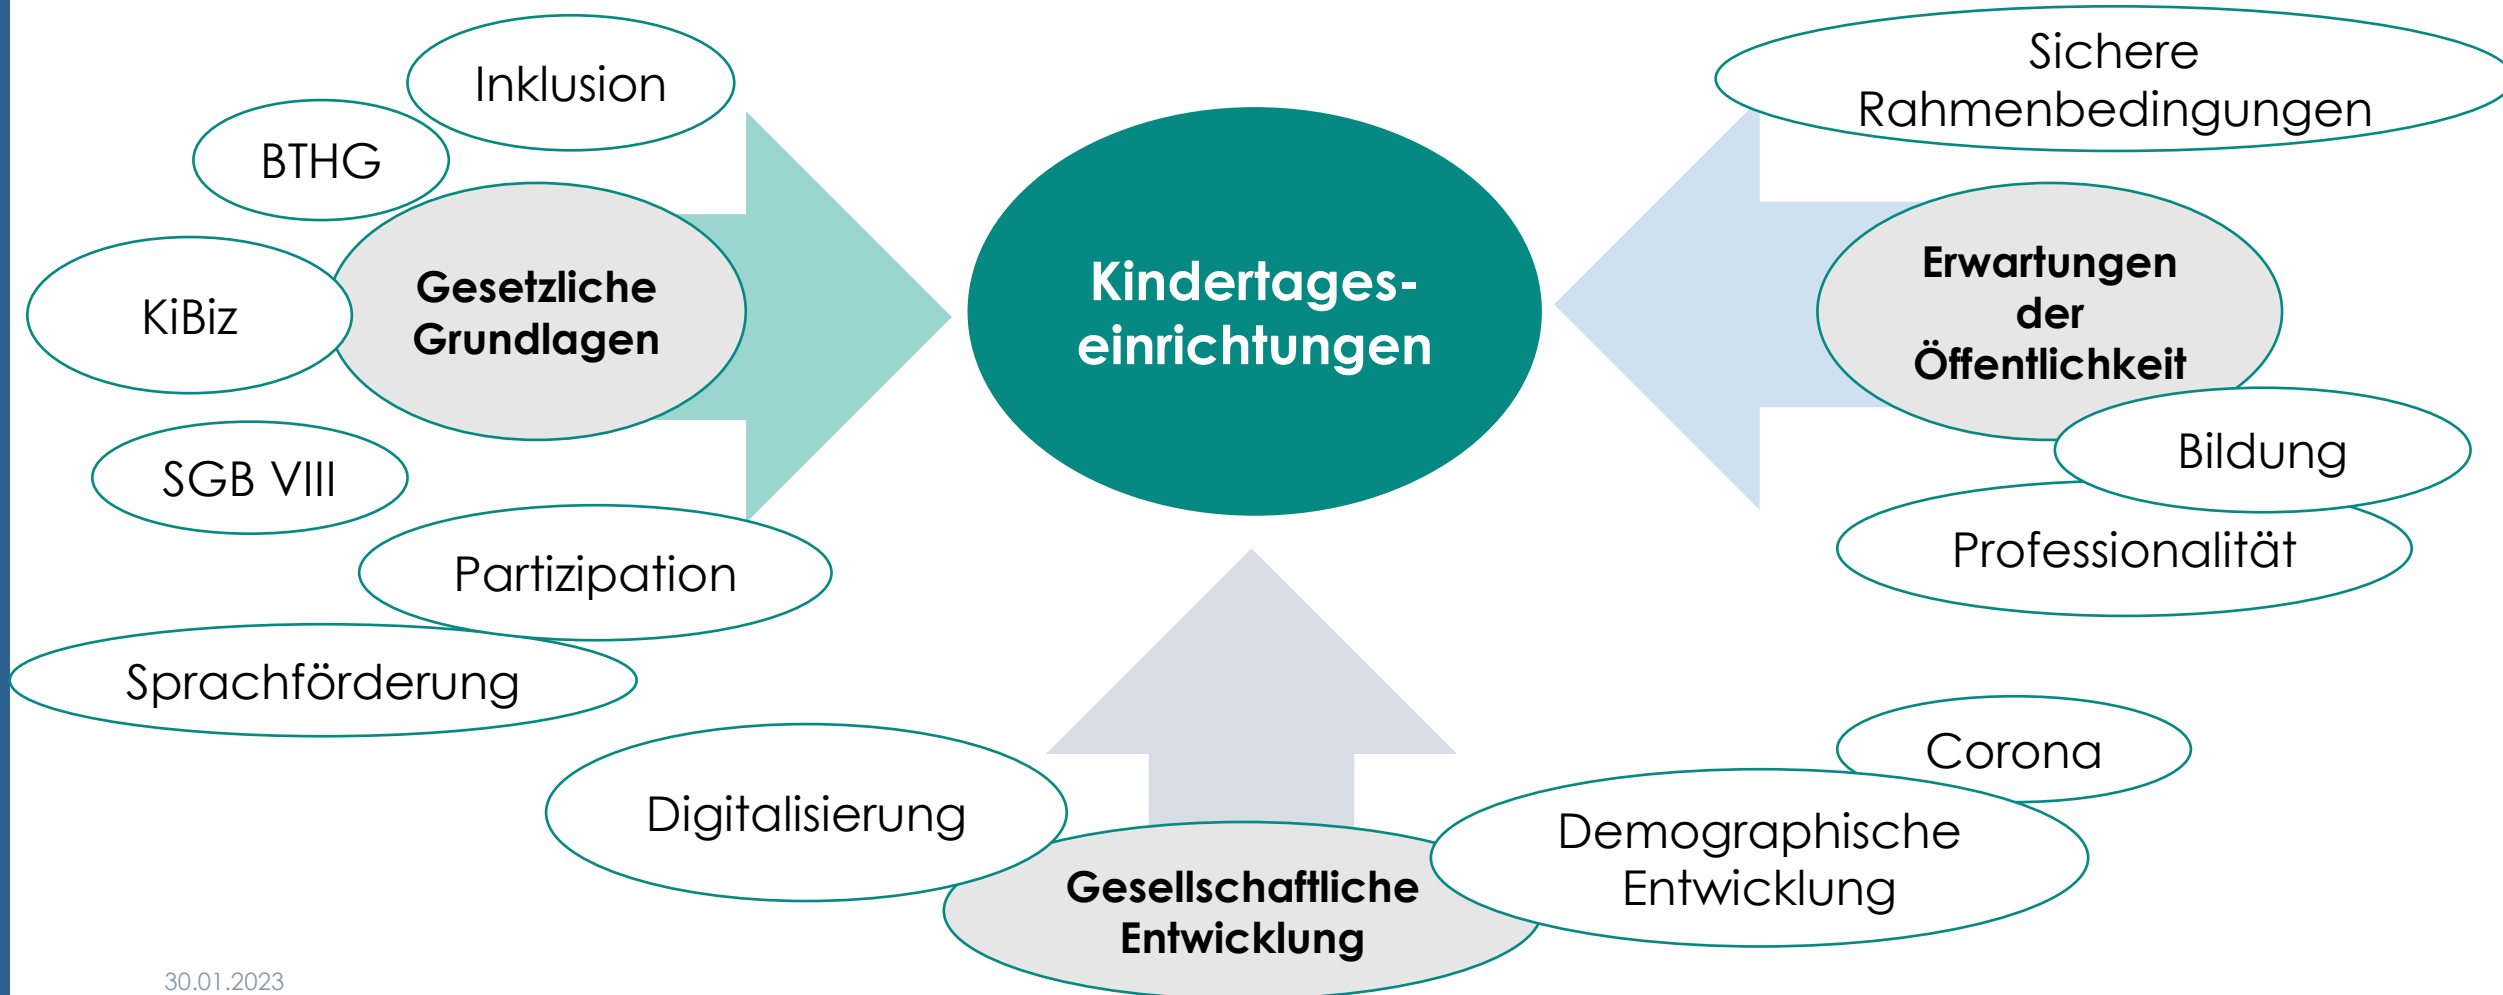 Inklusion
BTHG
KiBiz
SGB VIII
Partizipation
Sprachförderung
Gesetzliche
Grundlagen
Kindertages-
einrichtungen
Sichere
Rahmenbedingungen
Erwartungen
der
Öffentlichkeit
Bildung
Professionalität
Digitalisierung
Gesellschaftliche
Entwicklung
Corona
Demographische
Entwicklung
30.01.2023